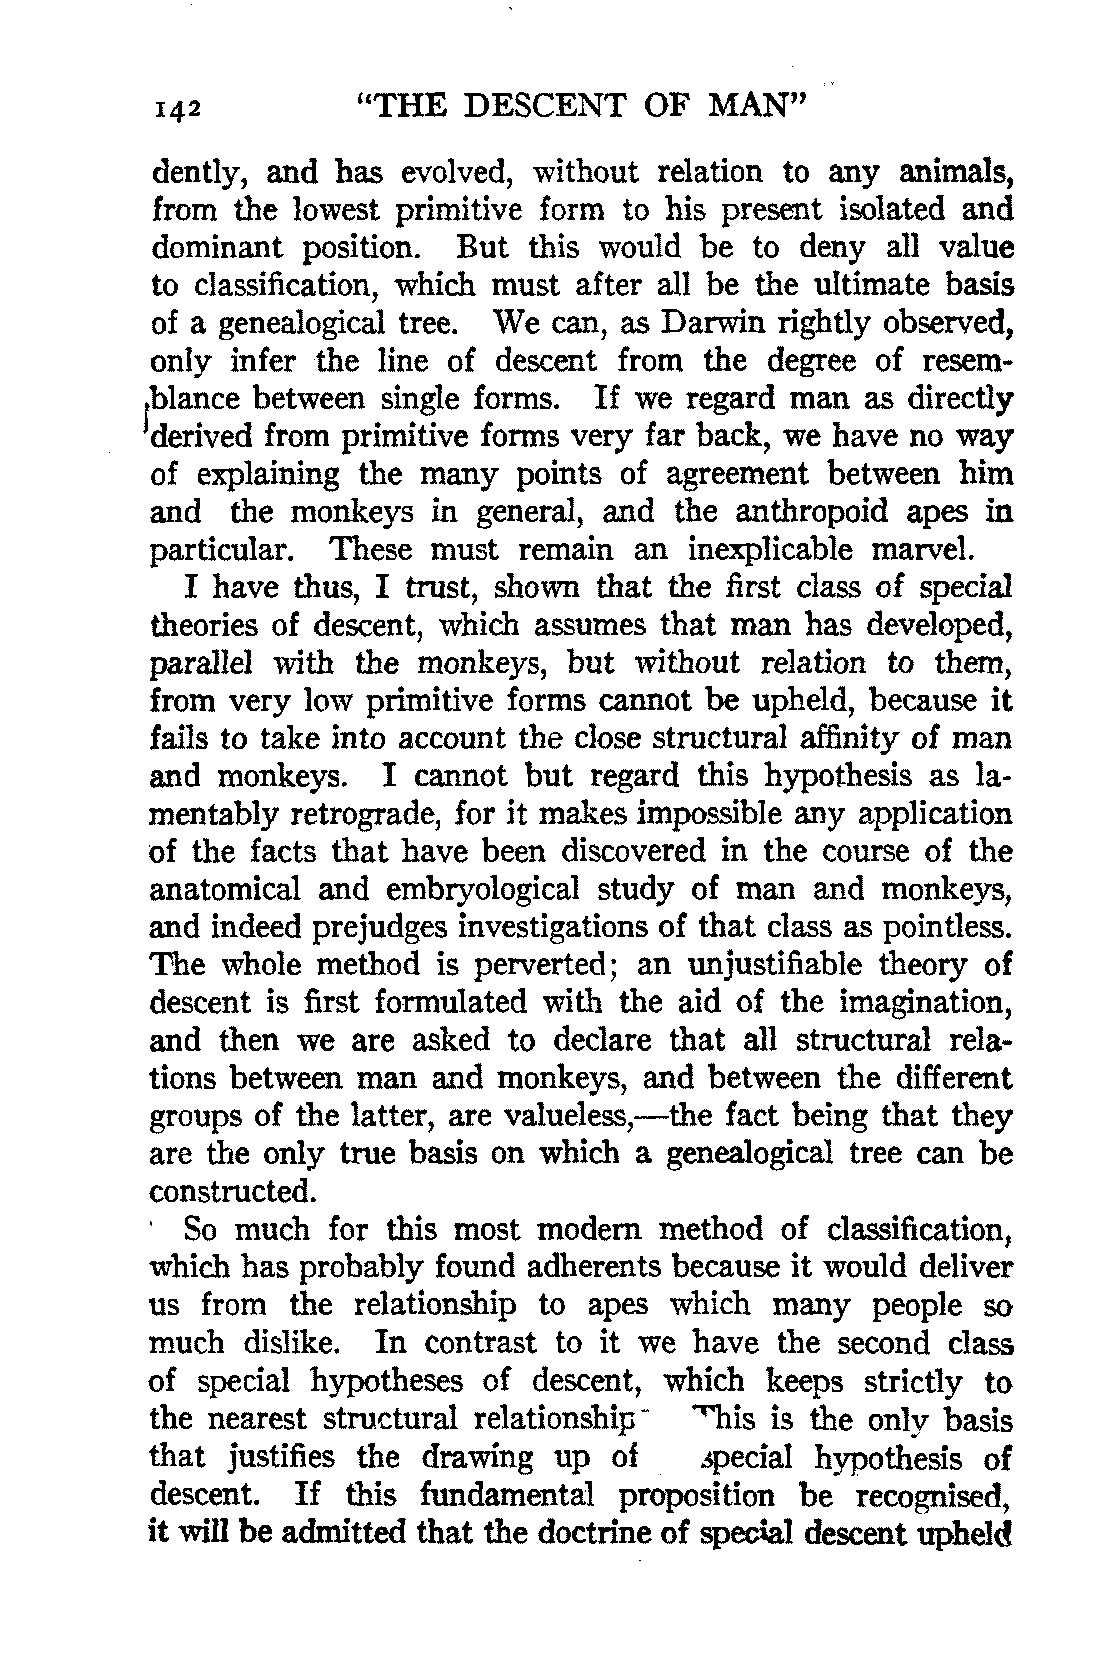 142 "THE DESCENT OF MAN"
dently, and has evolved, without relation to any animals,
from the lowest primitive form to his present isolated and
dominant position. But this would be to deny all value
to classification, which must after all be the ultimate basis
of a genealogical tree. We can, as Darwin rightly observed,
only infer the line of descent from the degree of resem-
blance between single forms. If we regard man as directly
derived from primitive forms very far back, we have no way
of explaining the many points of agreement between him
and the monkeys in general, and the anthropoid apes in
particular. These must remain an inexplicable marvel.
I have thus, I trust, shown that the first class of special
theories of descent, which assumes that man has developed,
parallel with the monkeys, but without relation to them,
from very low primitive forms cannot be upheld, because it
fails to take into account the close structural affinity of man
and monkeys. I cannot but regard this hypothesis as la-
mentably retrograde, for it makes impossible any application
of the facts that have been discovered in the course of the
anatomical and embryological study of man and monkeys,
and indeed prejudges investigations of that class as pointless.
The whole method is perverted; an unjustifiable theory of
descent is first formulated with the aid of the imagination,
and then we are asked to declare that all structural rela-
tions between man and monkeys, and between the different
groups of the latter, are valueless,—the fact being that they
are the only true basis on which a genealogical tree can be
constructed.
So much for this most modern method of classification,
which has probably found adherents because it would deliver
us from the relationship to apes which many people so
much dislike. In contrast to it we have the second class
of special hypotheses of descent, which keeps strictly to
the nearest structural relationship This is the only basis
that justifies the drawing up of special hypothesis of
descent. If this fundamental proposition be recognised,
it will be admitted that the doctrine of special descent upheld